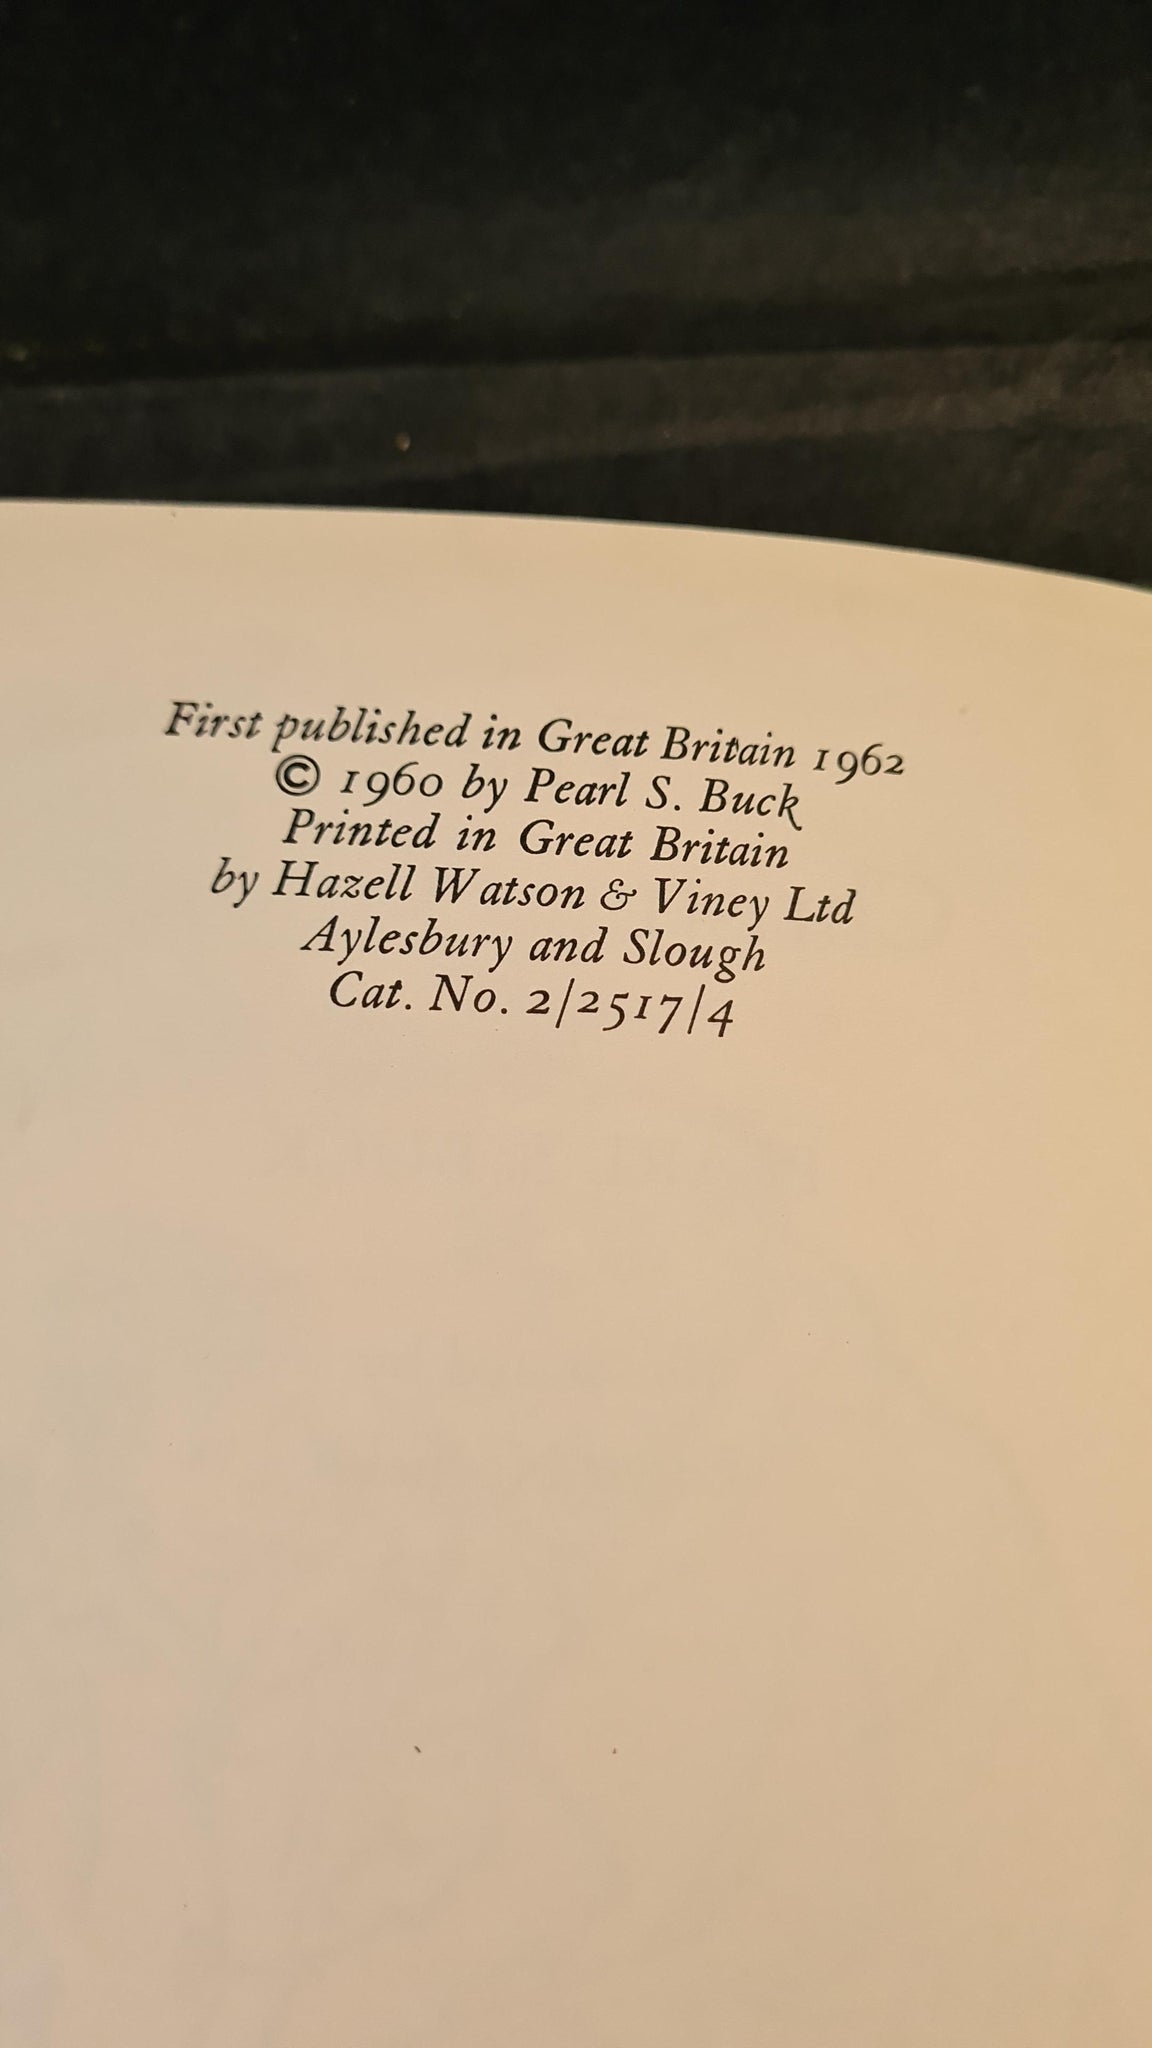 First published in Great Britain 1962
© 1960 by Pearl S. Buck
Printed in Great Britain
by Hazell Watson & Viney Ltd
Aylesbury and Slough
Cat. No. 2/2517/4